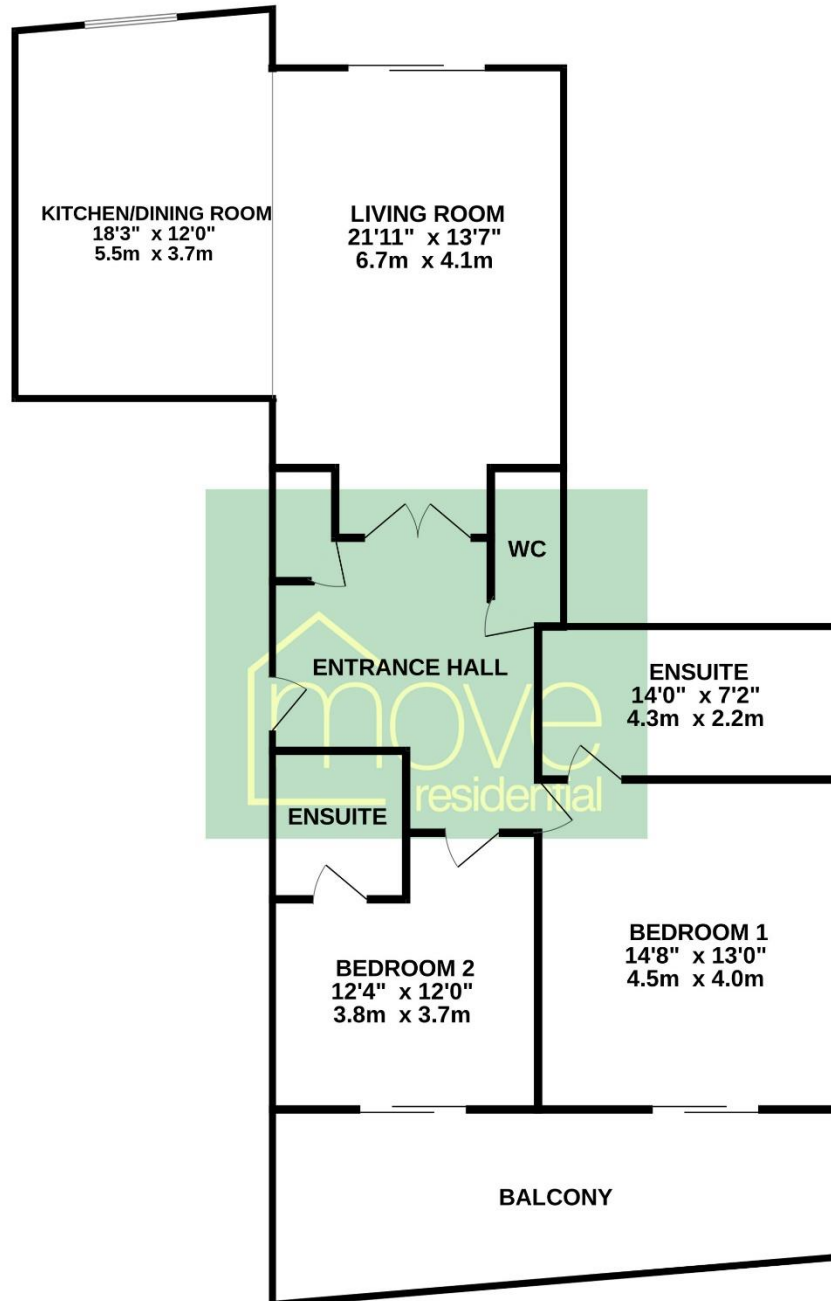 KITCHEN/DINING ROOM
18'3" x 12'0"
5.5m x 3.7m
LIVING ROOM
21'11" x 13'7"
6.7m x 4.1m
WC
ENTRANCE HALL
move
residential
ENSUITE
14'0" x 7'2"
4.3m x 2.2m
ENSUITE
BEDROOM 1
14'8" x 13'0"
4.5m x 4.0m
BEDROOM 2
12'4" x 12'0"
3.8m x 3.7m
BALCONY